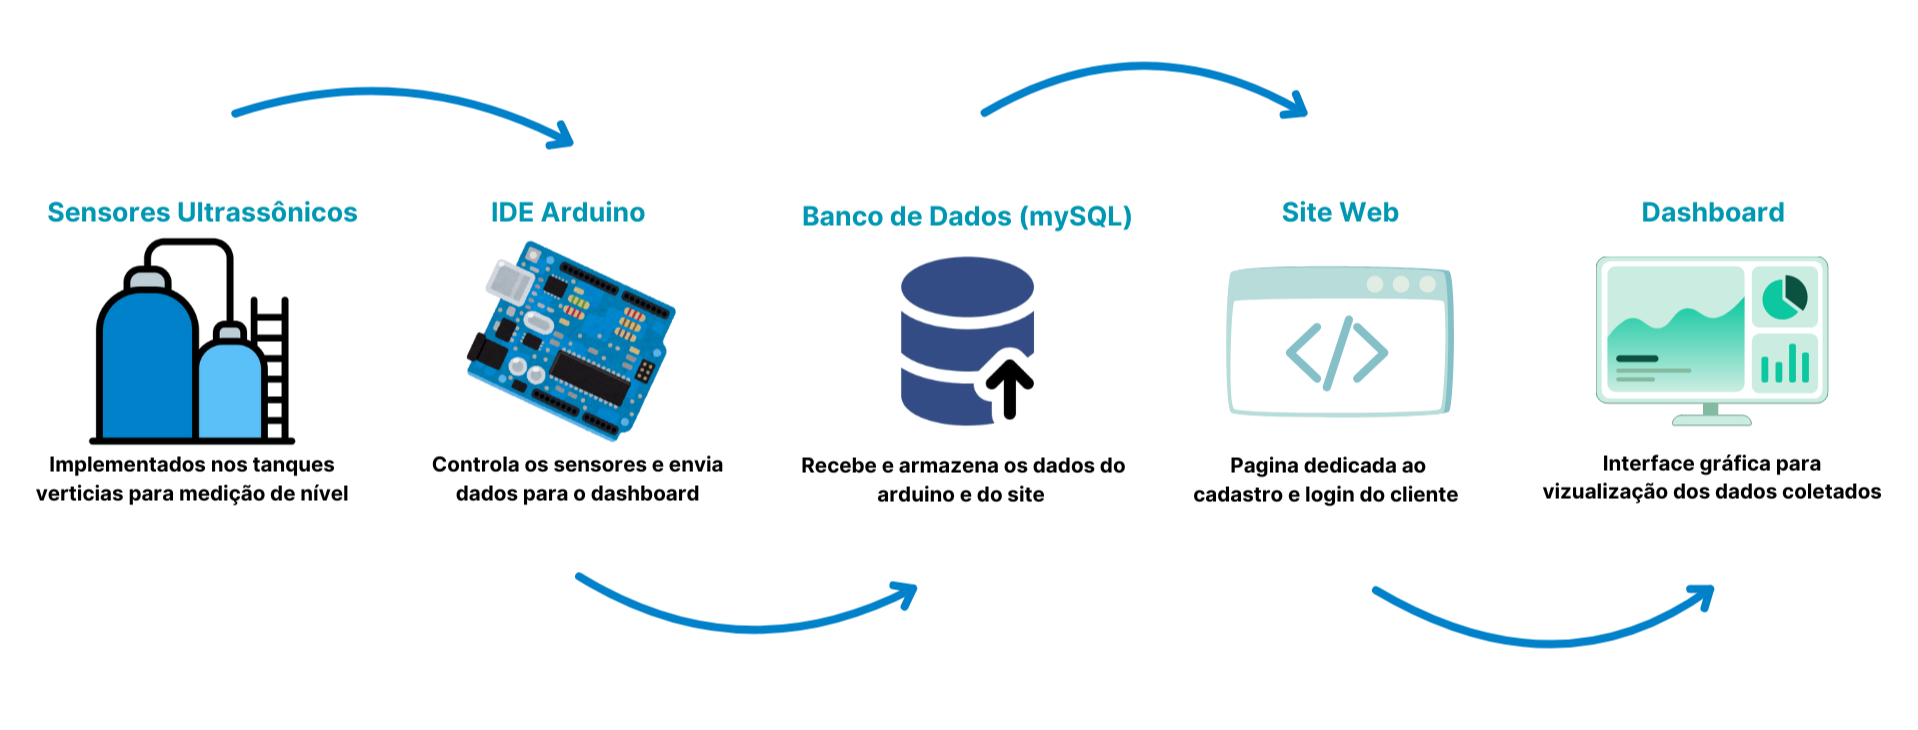 Sensores Ultrassônicos
Implementados nos tanques
verticias para medição de nível
IDE Arduino
Controla os sensores e envia
dados para o dashboard
Banco de Dados (mySQL)
Recebe e armazena os dados do
arduino e do site
Site Web
Pagina dedicada ao
cadastro e login do cliente
Dashboard
Interface gráfica para
vizualização dos dados coletados